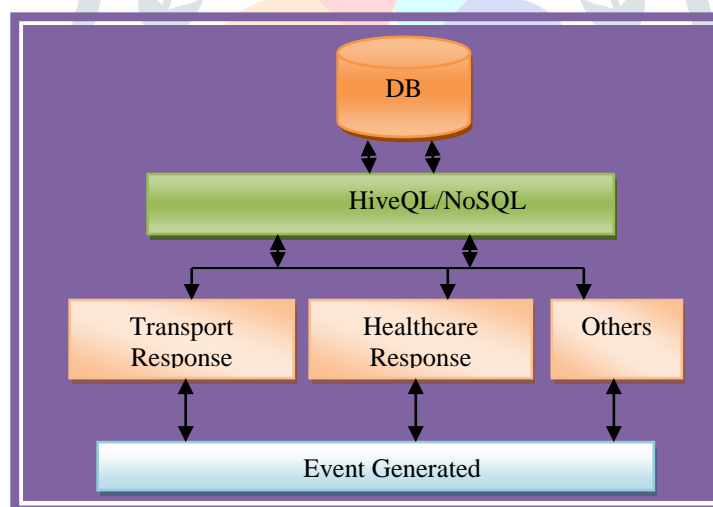 DB
HiveQL/NoSQL
Transport
Response
Healthcare
Response
Others
Event Generated